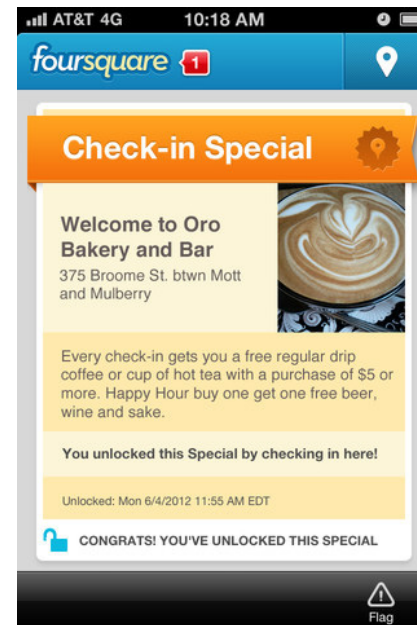 AT&T 4G 10:18 AM
foursquare 1
Check-in Special
Welcome to Oro
Bakery and Bar
375 Broome St. btwn Mott
and Mulberry
Every check-in gets you a free regular drip
coffee or cup of hot tea with a purchase of $5 or
more. Happy Hour buy one get one free beer,
wine and sake.
You unlocked this Special by checking in here!
Unlocked: Mon 6/4/2012 11:55 AM EDT
CONGRATS! YOU'VE UNLOCKED THIS SPECIAL
Flag